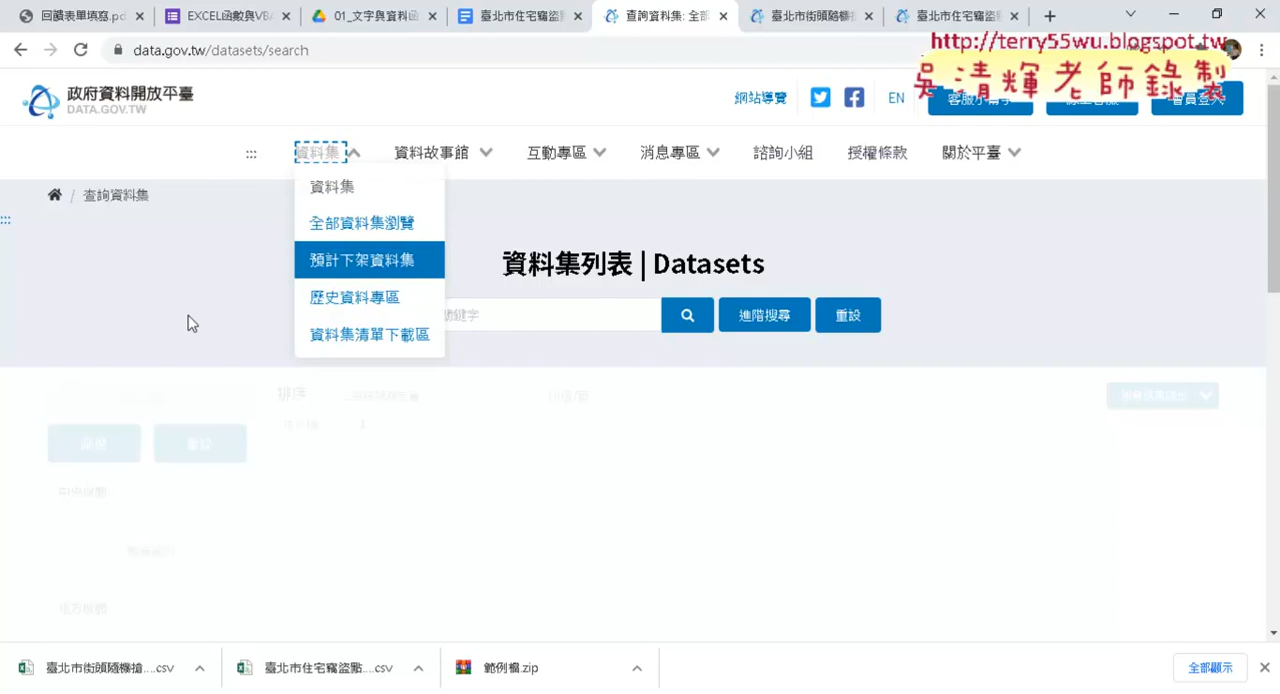 回饋表單填寫.pd
EXCEL函數與VBA
01_文字與資料函
臺北市住宅竊盜
查詢資料集: 全部
臺北市街頭隨機搶
臺北市住宅竊盜
data.gov.tw/datasets/search
http://terry55wu.blogspot.tw
吳清輝老師錄製
政府資料開放平臺
DATA.GOV.TW
網站導覽
EN
資料集
資料故事館
互動專區
消息專區
諮詢小組
授權條款
關於平臺
查詢資料集
資料集
全部資料集瀏覽
預計下架資料集
歷史資料專區
資料集清單下載區
資料集列表 | Datasets
關鍵字
進階搜尋
重設
排序
臺北市街頭隨機搶....csv
臺北市住宅竊盜點....csv
範例檔.zip
全部顯示